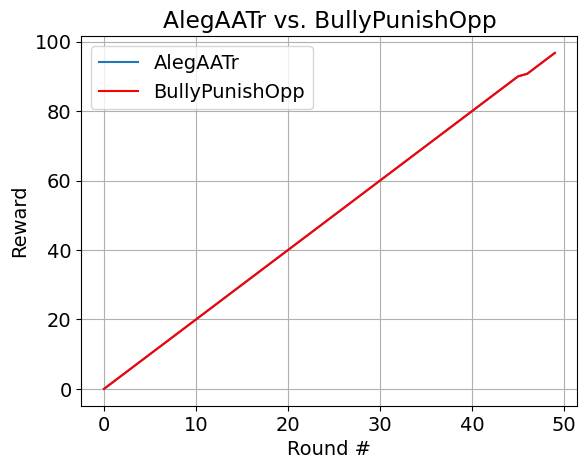 AlegAATr vs. BullyPunishOpp
AlegAATr
BullyPunishOpp
100
80
60
40
20
0
Reward
0 10 20 30 40 50
Round #